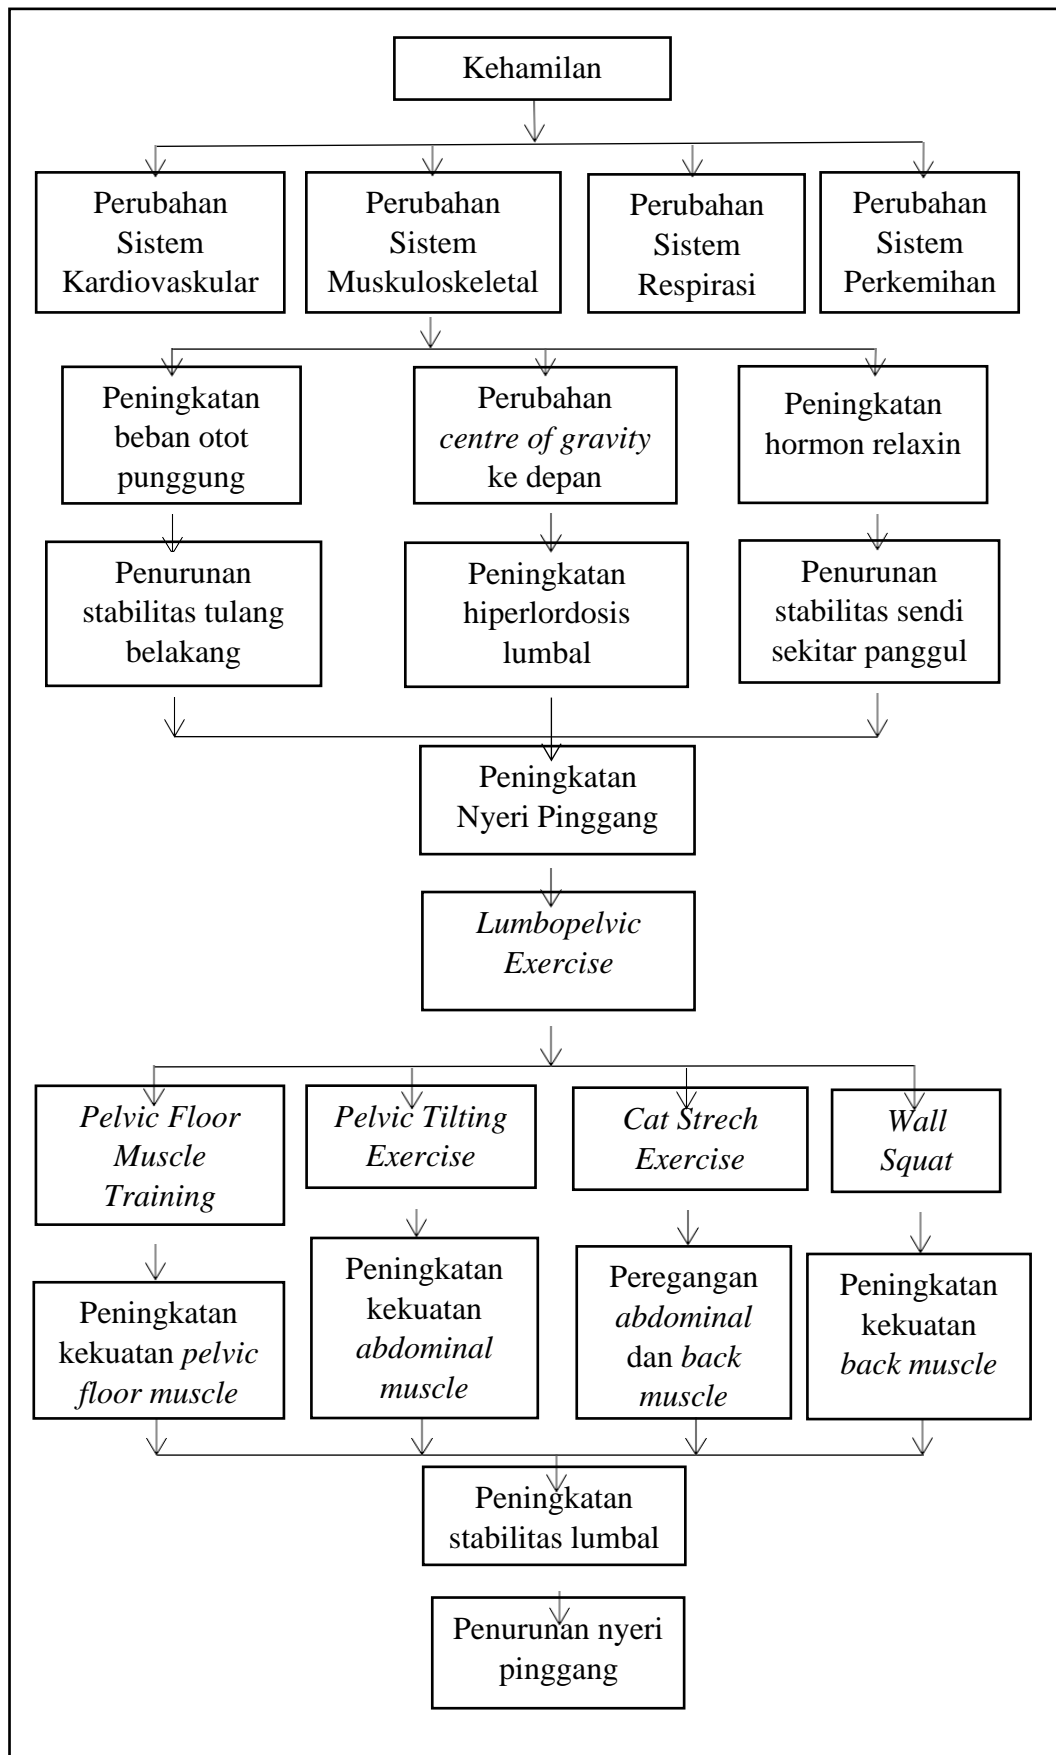 Kehamilan
Perubahan
Sistem
Kardiovaskular
Perubahan
Sistem
Muskuloskeletal
Perubahan
Sistem
Respirasi
Perubahan
Sistem
Perkemihan
Peningkatan
beban otot
punggung
Perubahan
centre of gravity
ke depan
Peningkatan
hormon relaxin
Penurunan
stabilitas tulang
belakang
Peningkatan
hiperlordosis
lumbal
Penurunan
stabilitas sendi
sekitar panggul
Peningkatan
Nyeri Pinggang
Lumbopelvic
Exercise
Pelvic Floor
Muscle
Training
Pelvic Tilting
Exercise
Cat Strech
Exercise
Wall
Squat
Peningkatan
kekuatan pelvic
floor muscle
Peningkatan
kekuatan
abdominal
muscle
Peregangan
abdominal
dan back
muscle
Peningkatan
kekuatan
back muscle
Peningkatan
stabilitas lumbal
Penurunan nyeri
pinggang